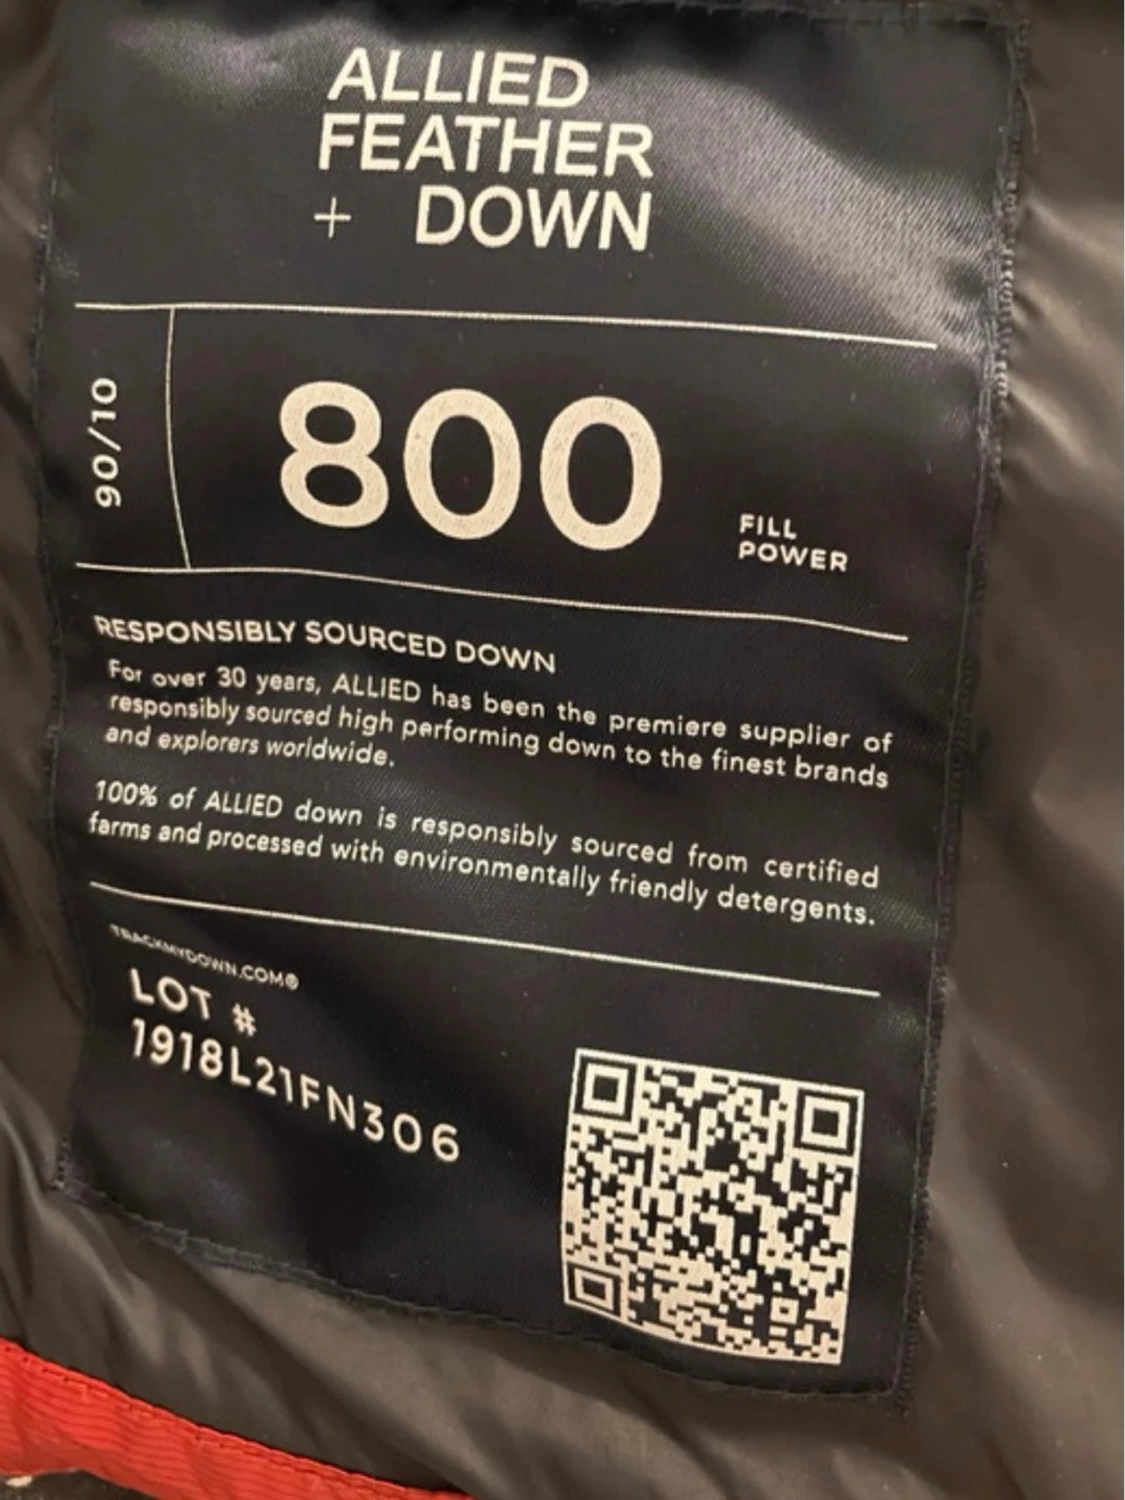 ALLIED
FEATHER
+ DOWN
90/10
800
FILL
POWER
RESPONSIBLY SOURCED DOWN
For over 30 years, ALLIED has been the premiere supplier of
responsibly sourced high performing down to the finest brands
and explorers worldwide.
100% of ALLIED down is responsibly sourced from certified
farms and processed with environmentally friendly detergents.
TRACKMYDOWN.COM®
LOT #
1918L21FN306